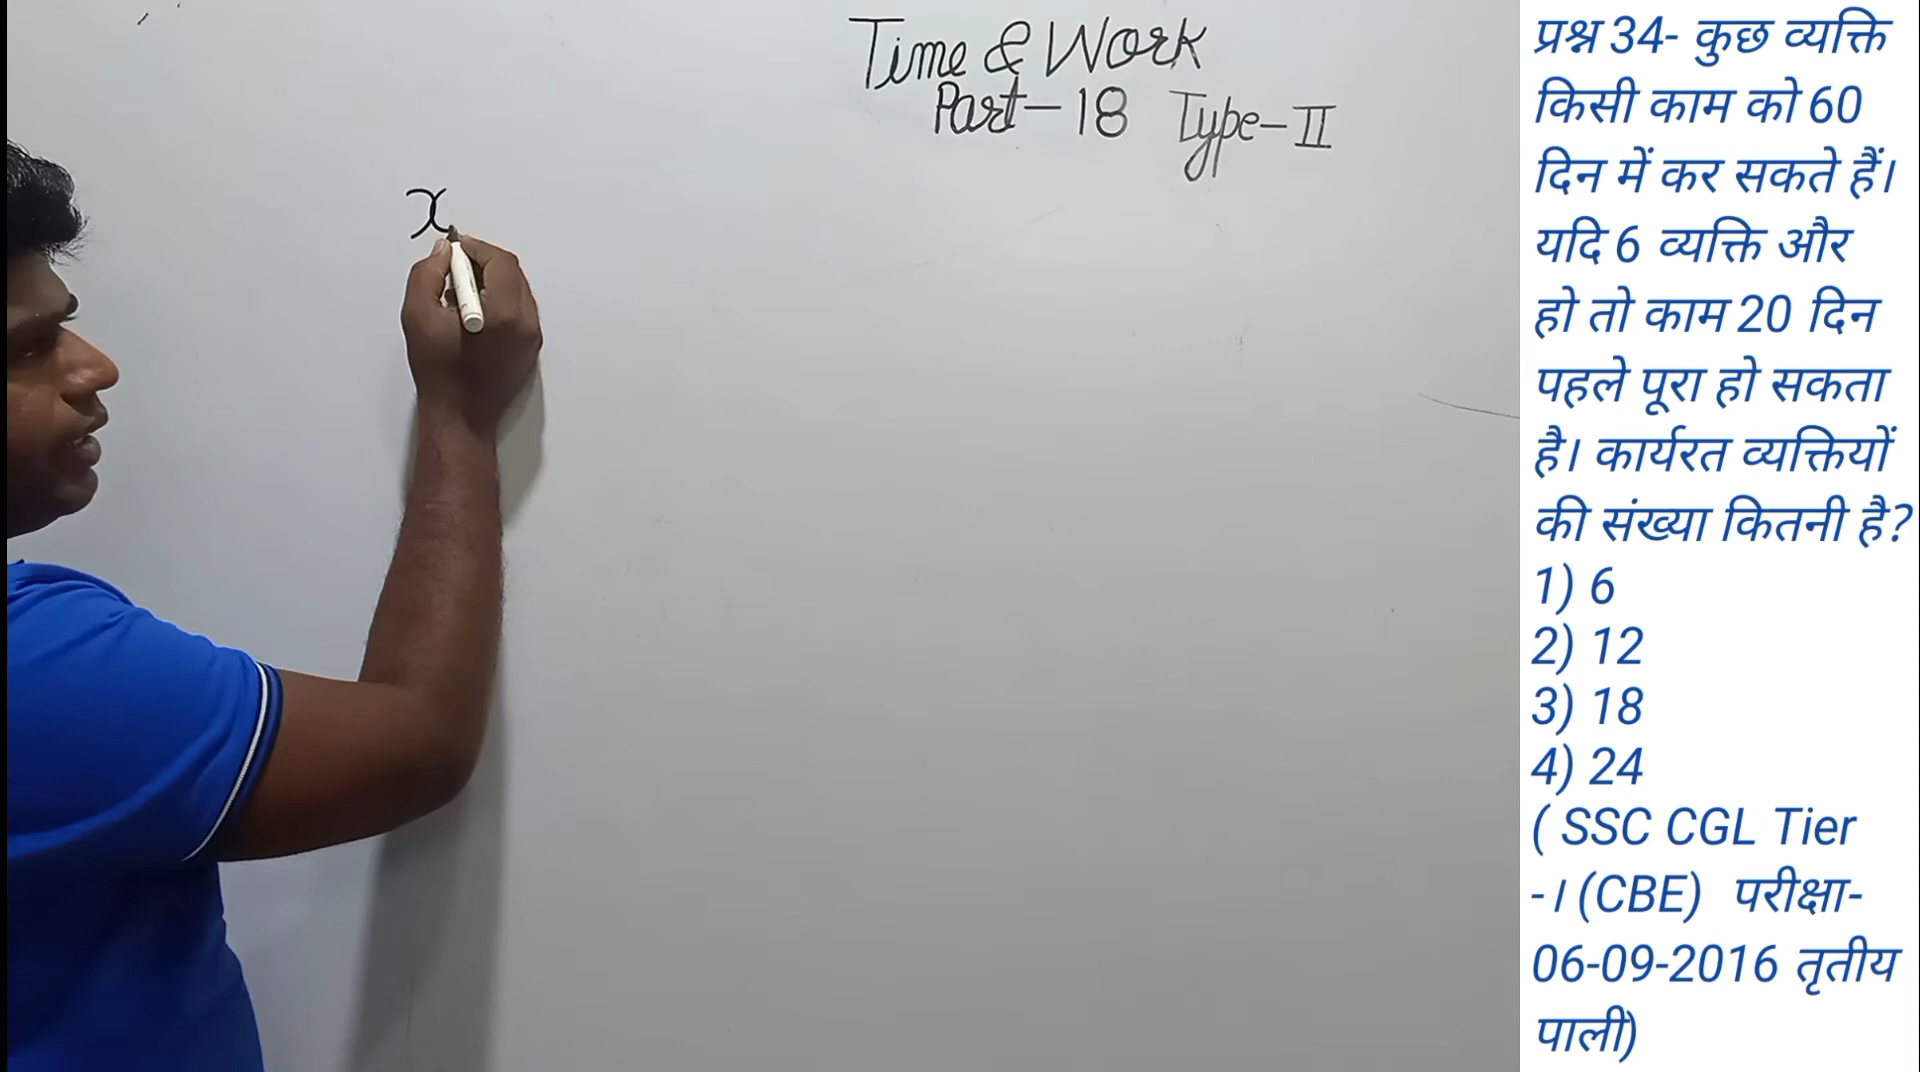 Time & Work
Part-18 Type-II
x
प्रश्न 34- कुछ व्यक्ति
किसी काम को 60
दिन में कर सकते हैं।
यदि 6 व्यक्ति और
हो तो काम 20 दिन
पहले पूरा हो सकता
है। कार्यरत व्यक्तियों
की संख्या कितनी है?
1) 6
2) 12
3) 18
4) 24
( SSC CGL Tier
-। (CBE) परीक्षा-
06-09-2016 तृतीय
पाली)